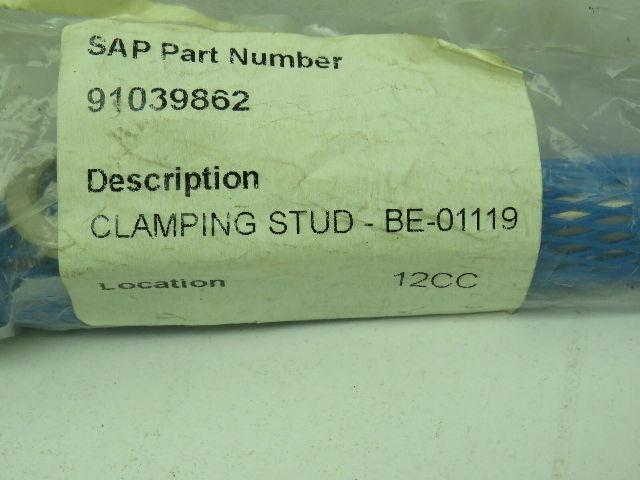 SAP Part Number
91039862
Description
CLAMPING STUD - BE-01119
Location 12CC